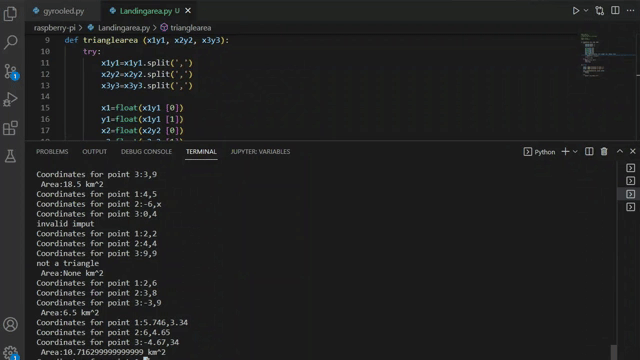 gyrooled.py
Landingarea.py U ×
raspberry-pi > Landingarea.py > trianglearea
9 def trianglearea (x1y1, x2y2, x3y3):
10 try:
11 x1y1=x1y1.split(',')
12 x2y2=x2y2.split(',')
13 x3y3=x3y3.split(',')
15 x1=float(x1y1 [0])
16 y1=float(x1y1 [1])
17 x2=float(x2y2 [0])
PROBLEMS OUTPUT DEBUG CONSOLE TERMINAL JUPYTER: VARIABLES
Python
Coordinates for point 3:3,9
Area:18.5 km^2
Coordinates for point 1:4,5
Coordinates for point 2:-6,x
Coordinates for point 3:0,4
invalid imput
Coordinates for point 1:2,2
Coordinates for point 2:4,4
Coordinates for point 3:9,9
not a triangle
Area:None km^2
Coordinates for point 1:2,6
Coordinates for point 2:3,8
Coordinates for point 3:-3,9
Area:6.5 km^2
Coordinates for point 1:5.746,3.34
Coordinates for point 2:6,4.65
Coordinates for point 3:-4.67,34
Area:10.716299999999999 km^2